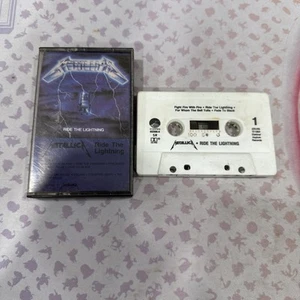 METALLICA
RIDE THE LIGHTNING
METALLICA Ride The
Lightning
Fight Fire With Fire • Ride The Lightning •
For Whom The Bell Tolls • Fade To Black
1
METALLICA • RIDE THE LIGHTNING